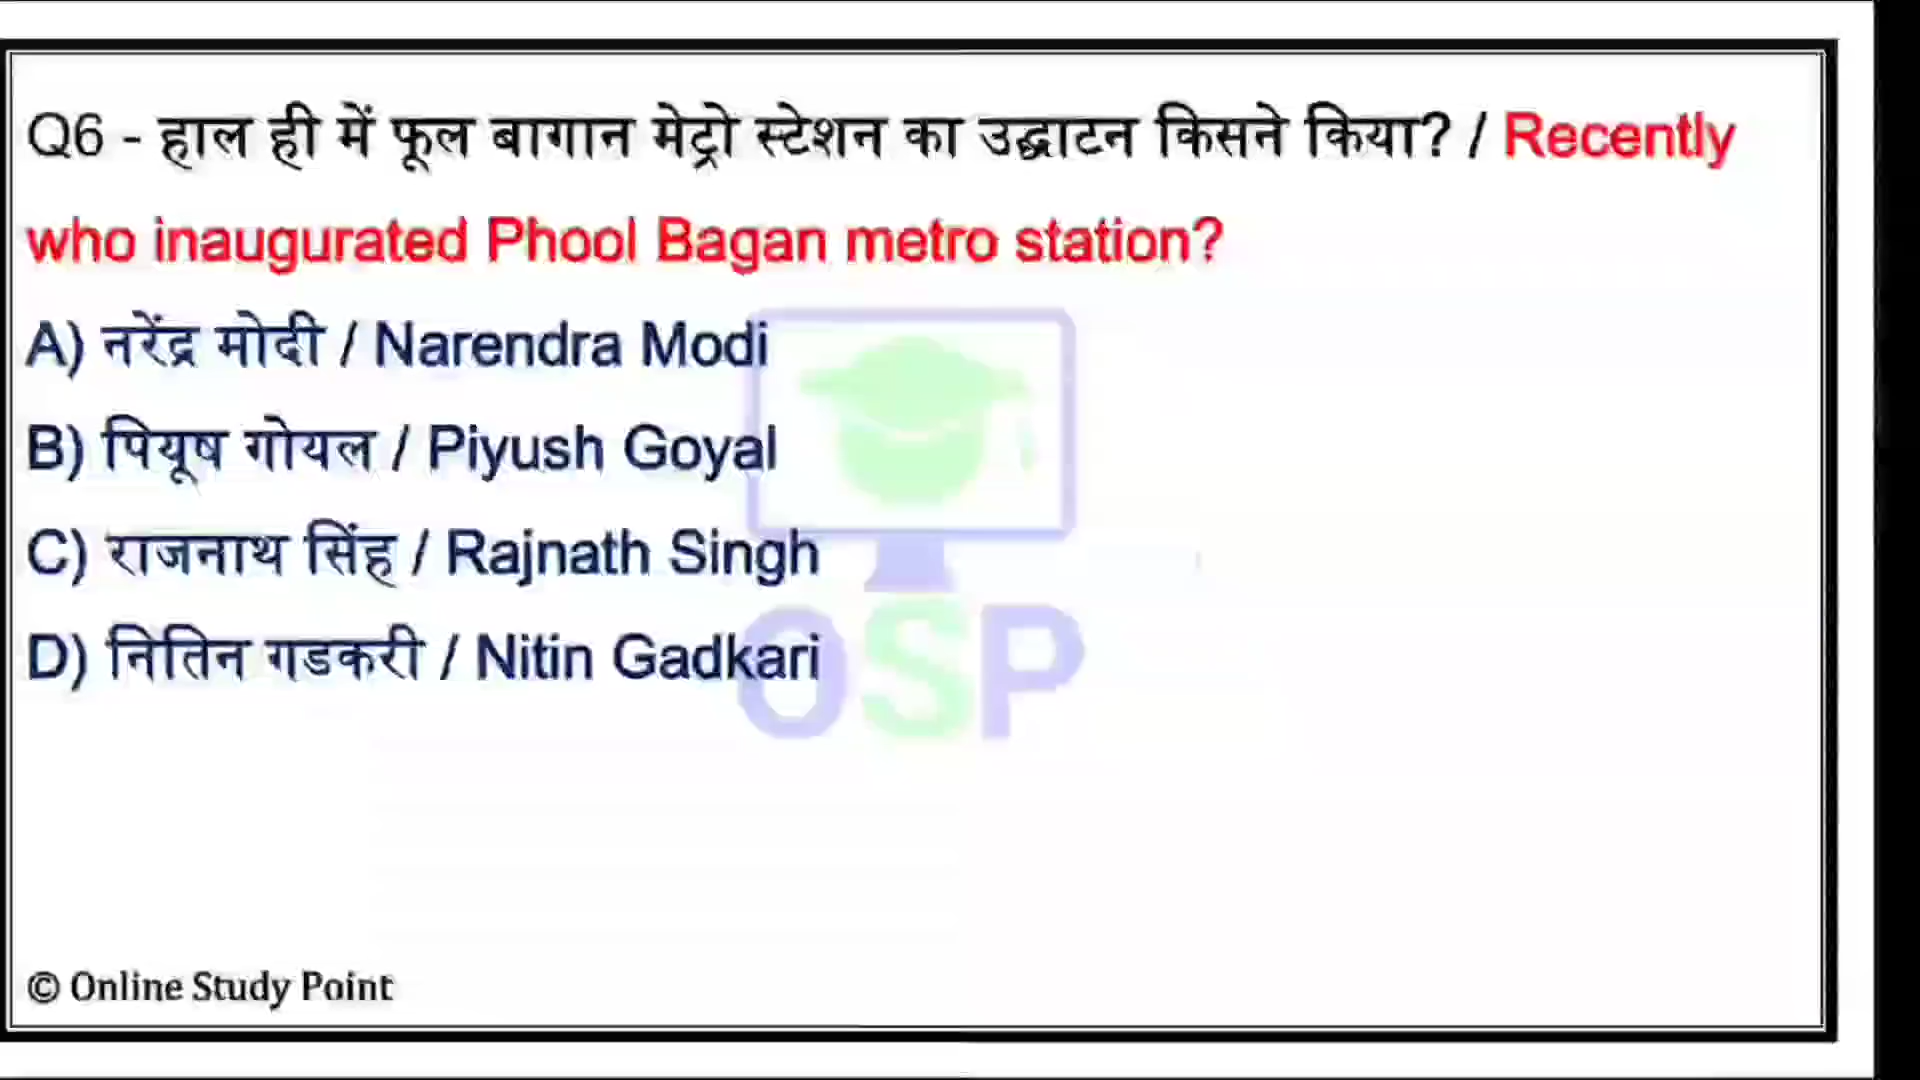 Q6 - हाल ही में फूल बागान मेट्रो स्टेशन का उद्घाटन किसने किया? / Recently
who inaugurated Phool Bagan metro station?
A) नरेंद्र मोदी / Narendra Modi
B) पियूष गोयल / Piyush Goyal
C) राजनाथ सिंह / Rajnath Singh
D) नितिन गडकरी / Nitin Gadkari
OSP
© Online Study Point